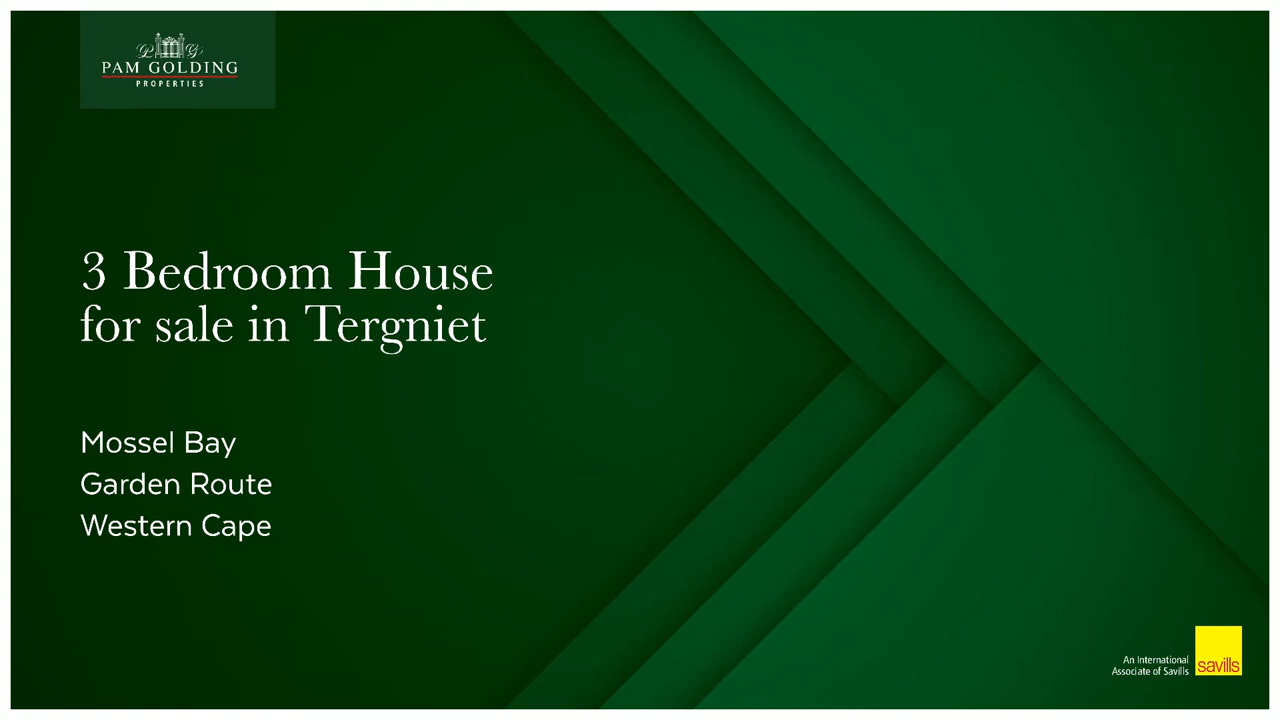 P G
PAM GOLDING
PROPERTIES
3 Bedroom House
for sale in Tergniet
Mossel Bay
Garden Route
Western Cape
An International
Associate of Savills
savills